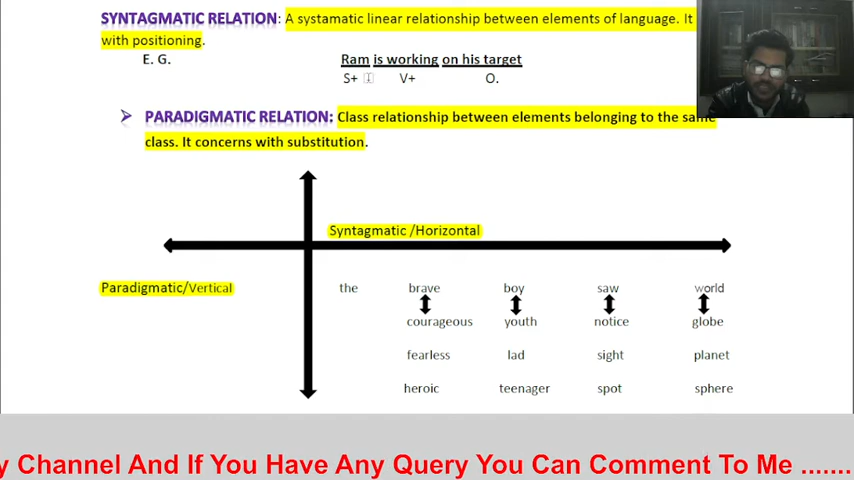 SYNTAGMATIC RELATION: A systamatic linear relationship between elements of language. It
with positioning.
E. G. Ram is working on his target
S+ V+ O.
PARADIGMATIC RELATION: Class relationship between elements belonging to the same
class. It concerns with substitution.
Syntagmatic /Horizontal
Paradigmatic/Vertical the brave boy saw world
courageous youth notice globe
fearless lad sight planet
heroic teenager spot sphere
y Channel And If You Have Any Query You Can Comment To Me .......